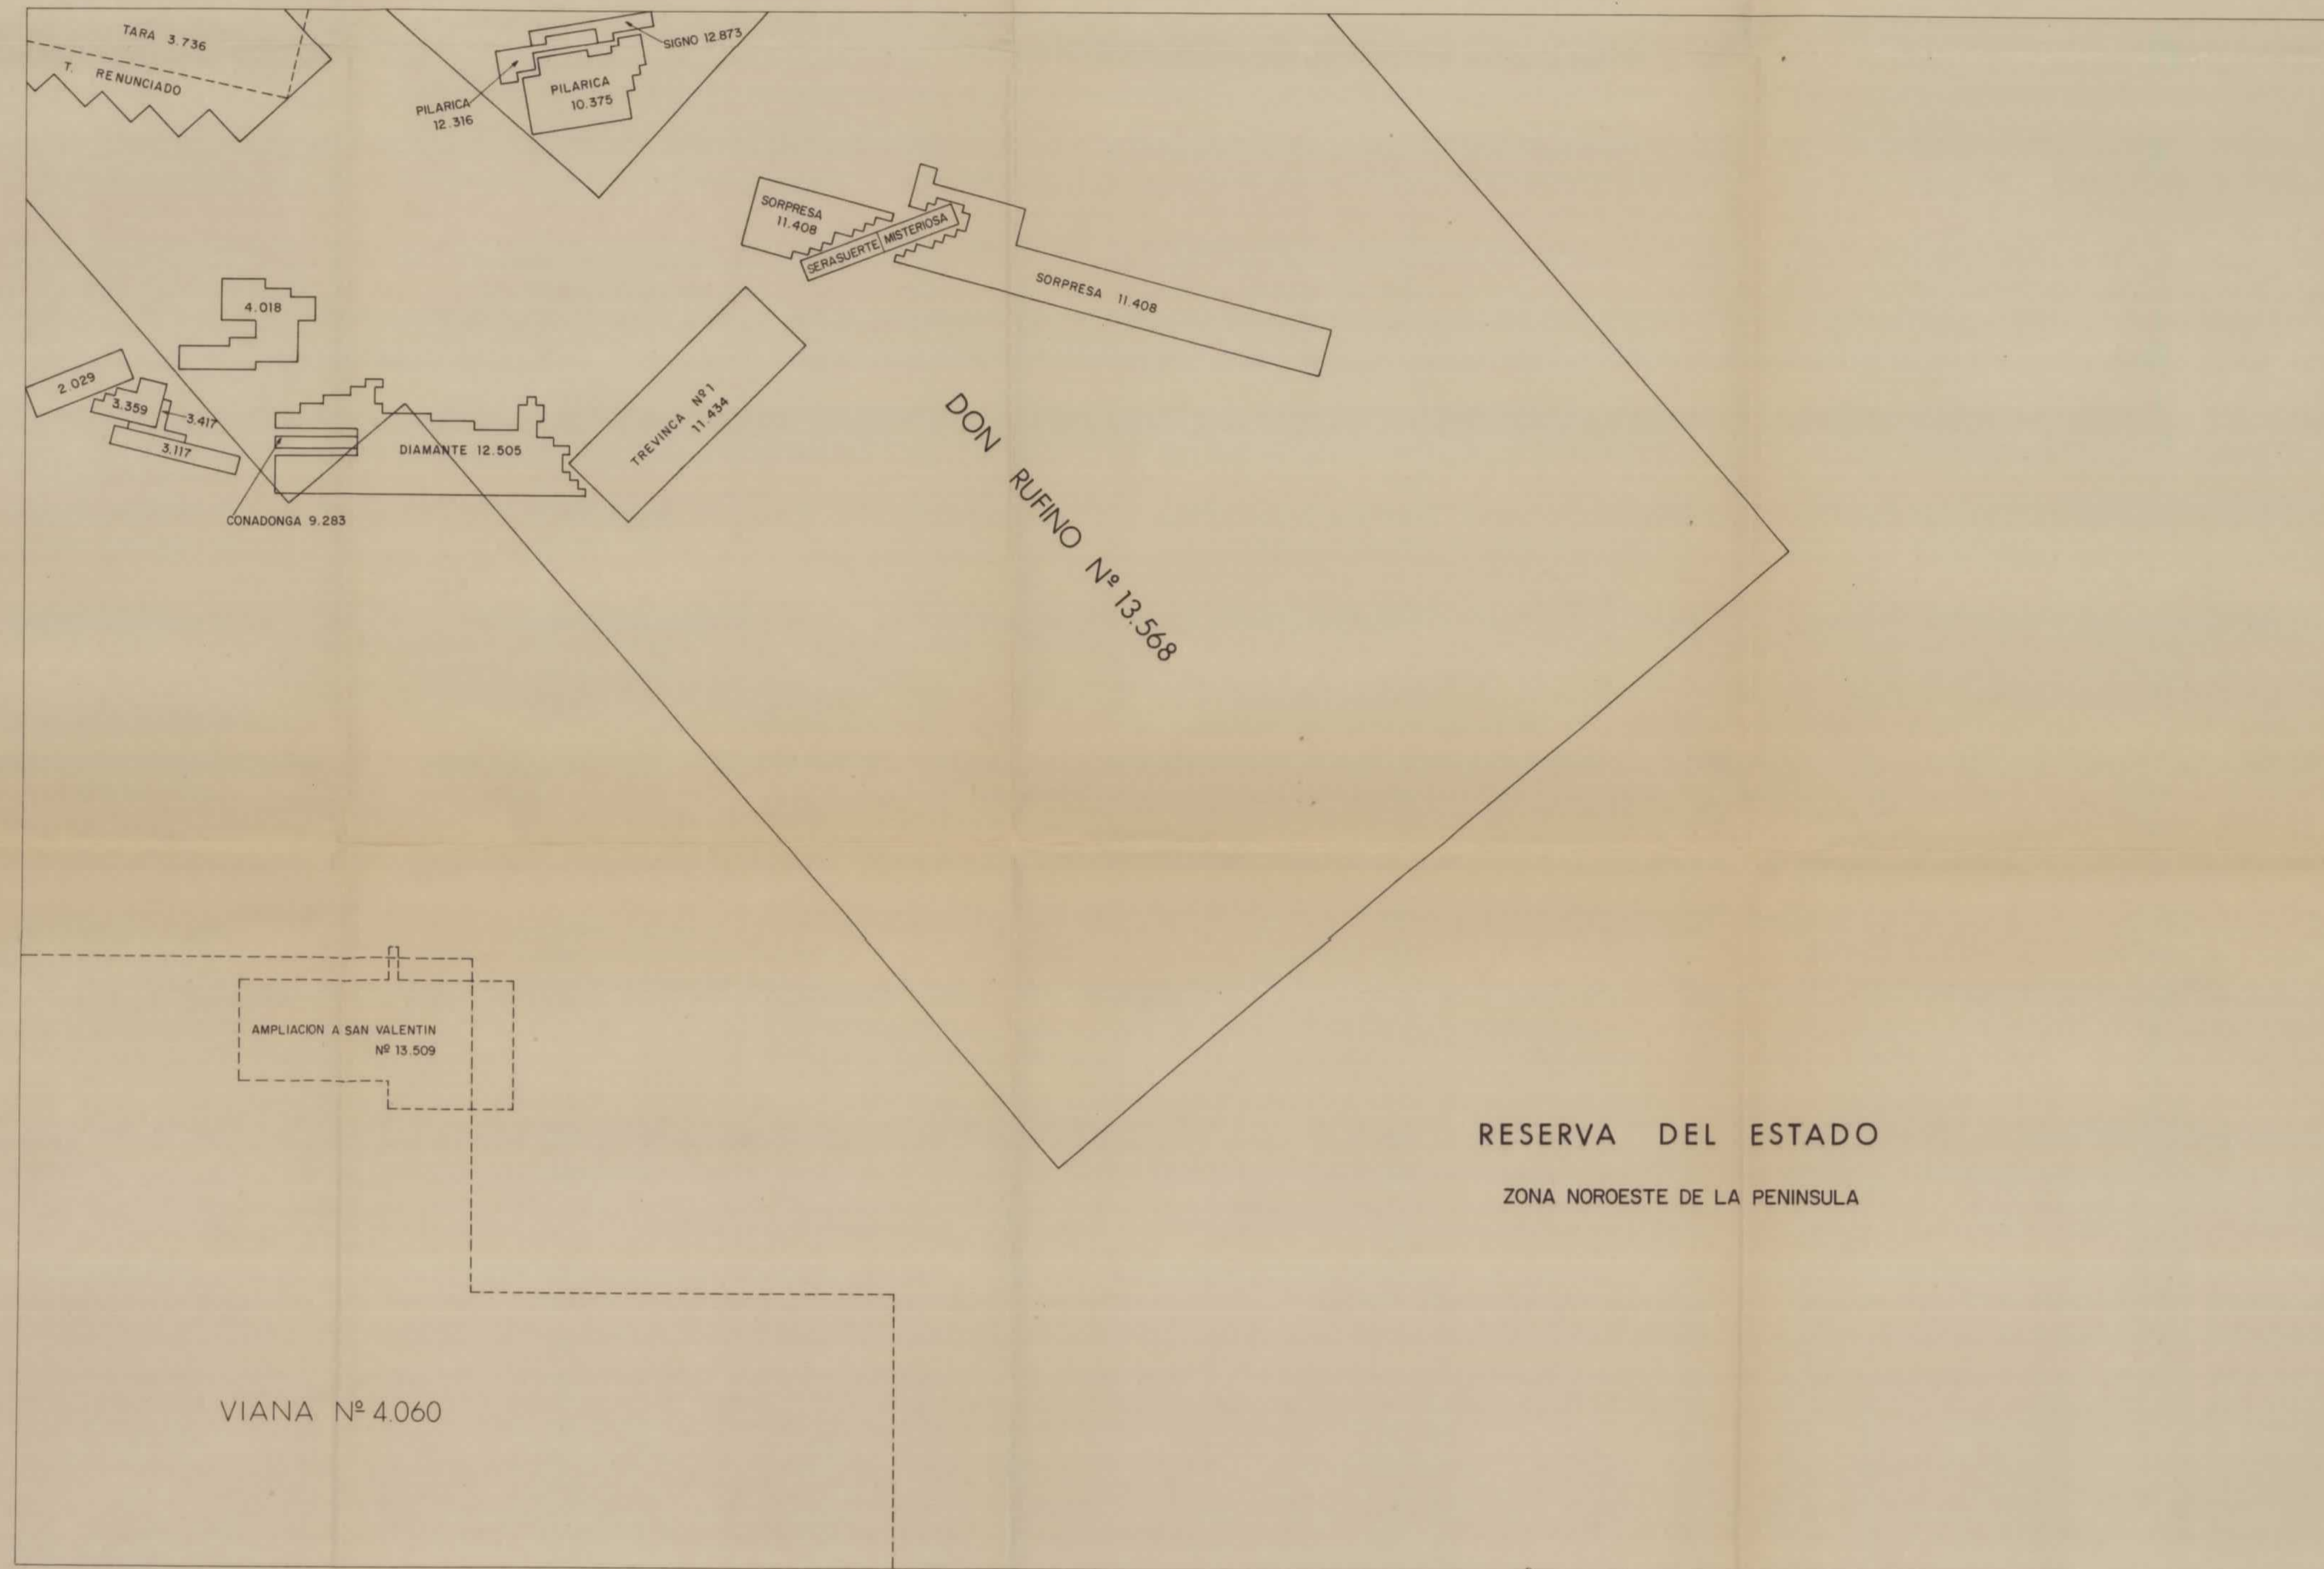 TARA 3.736
T. RENUNCIADO
SIGNO 12.873
PILARICA
10.375
PILARICA
12.316
SORPRESA
11.408
SERASUERTE MISTERIOSA
SORPRESA 11.408
4.018
2.029
3.359
3.417
3.117
DIAMANTE 12.505
CONADONGA 9.283
TREVINCA Nº 1
11.434
DON RUFINO Nº 13.568
AMPLIACION A SAN VALENTIN
Nº 13.509
RESERVA DEL ESTADO
ZONA NOROESTE DE LA PENINSULA
VIANA Nº 4.060